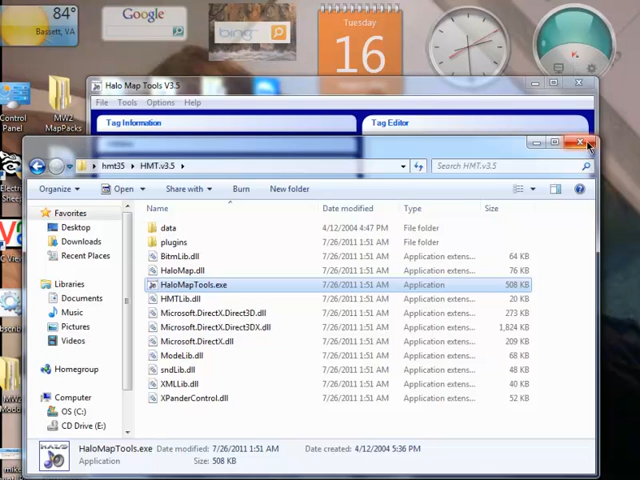 84°
Bassett, VA
Google
bing
Tuesday
16
Control
Panel
MW2
MapPacks
Halo Map Tools V3.5
File Tools Options Help
Tag Information
Tag Editor
hmt35 HMT.v3.5
Search HMT.v3.5
Organize Open Share with Burn New folder
Name Date modified Type Size
Favorites
Desktop
Downloads
Recent Places
Libraries
Documents
Music
Pictures
Videos
Homegroup
Computer
OS (C:)
CD Drive (E:)
data 4/12/2004 4:47 PM File folder
plugins 7/26/2011 1:51 AM File folder
BitmLib.dll 7/26/2011 1:51 AM Application extens... 64 KB
HaloMap.dll 7/26/2011 1:51 AM Application extens... 76 KB
HaloMapTools.exe 7/26/2011 1:51 AM Application 508 KB
HMTLib.dll 7/26/2011 1:51 AM Application extens... 20 KB
Microsoft.DirectX.Direct3D.dll 7/26/2011 1:51 AM Application extens... 273 KB
Microsoft.DirectX.Direct3DX.dll 7/26/2011 1:51 AM Application extens... 1,824 KB
Microsoft.DirectX.dll 7/26/2011 1:51 AM Application extens... 209 KB
ModeLib.dll 7/26/2011 1:51 AM Application extens... 68 KB
sndLib.dll 7/26/2011 1:51 AM Application extens... 48 KB
XMLLib.dll 7/26/2011 1:51 AM Application extens... 40 KB
XPanderControl.dll 7/26/2011 1:51 AM Application extens... 52 KB
HaloMapTools.exe Date modified: 7/26/2011 1:51 AM Date created: 4/12/2004 5:36 PM
Application Size: 508 KB